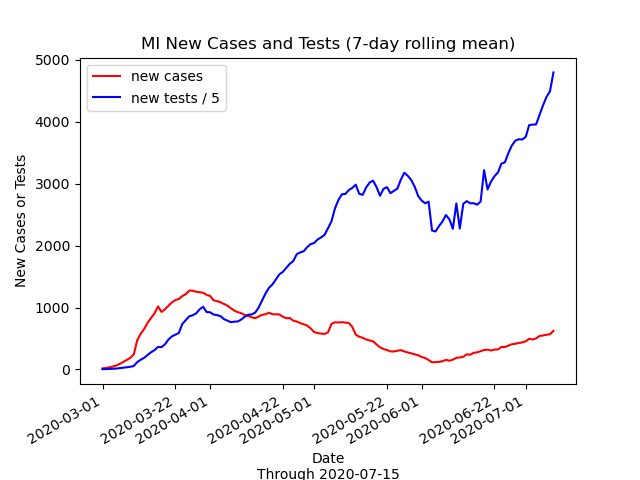 MI New Cases and Tests (7-day rolling mean)
new cases
new tests / 5
New Cases or Tests
5000
4000
3000
2000
1000
0
2020-03-01
2020-03-22
2020-04-01
2020-04-22
2020-05-01
2020-05-22
2020-06-01
2020-06-22
2020-07-01
Date
Through 2020-07-15